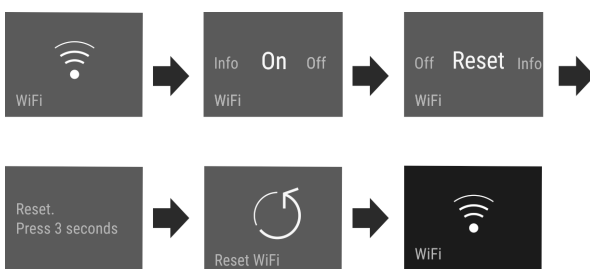 WiFi
Info On Off
WiFi
Off Reset Info
WiFi
Reset.
Press 3 seconds
Reset WiFi
WiFi